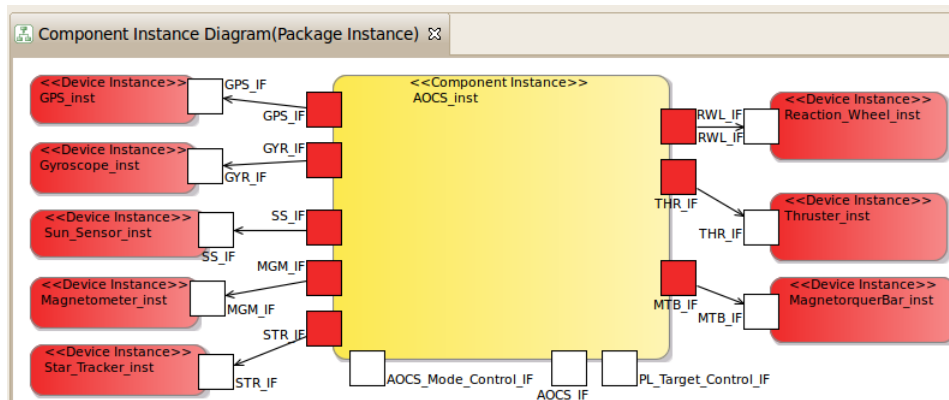 Component Instance Diagram(Package Instance)
<<Device Instance>>
GPS_inst
GPS_IF
GPS_IF
<<Device Instance>>
Gyroscope_inst
GYR_IF
GYR_IF
<<Device Instance>>
Sun_Sensor_inst
SS_IF
SS_IF
<<Device Instance>>
Magnetometer_inst
MGM_IF
MGM_IF
<<Device Instance>>
Star_Tracker_inst
STR_IF
STR_IF
<<Component Instance>>
AOCS_inst
AOCS_Mode_Control_IF
AOCS_IF
PL_Target_Control_IF
RWL_IF
RWL_IF
<<Device Instance>>
Reaction_Wheel_inst
THR_IF
THR_IF
<<Device Instance>>
Thruster_inst
MTB_IF
MTB_IF
<<Device Instance>>
MagnetorquerBar_inst